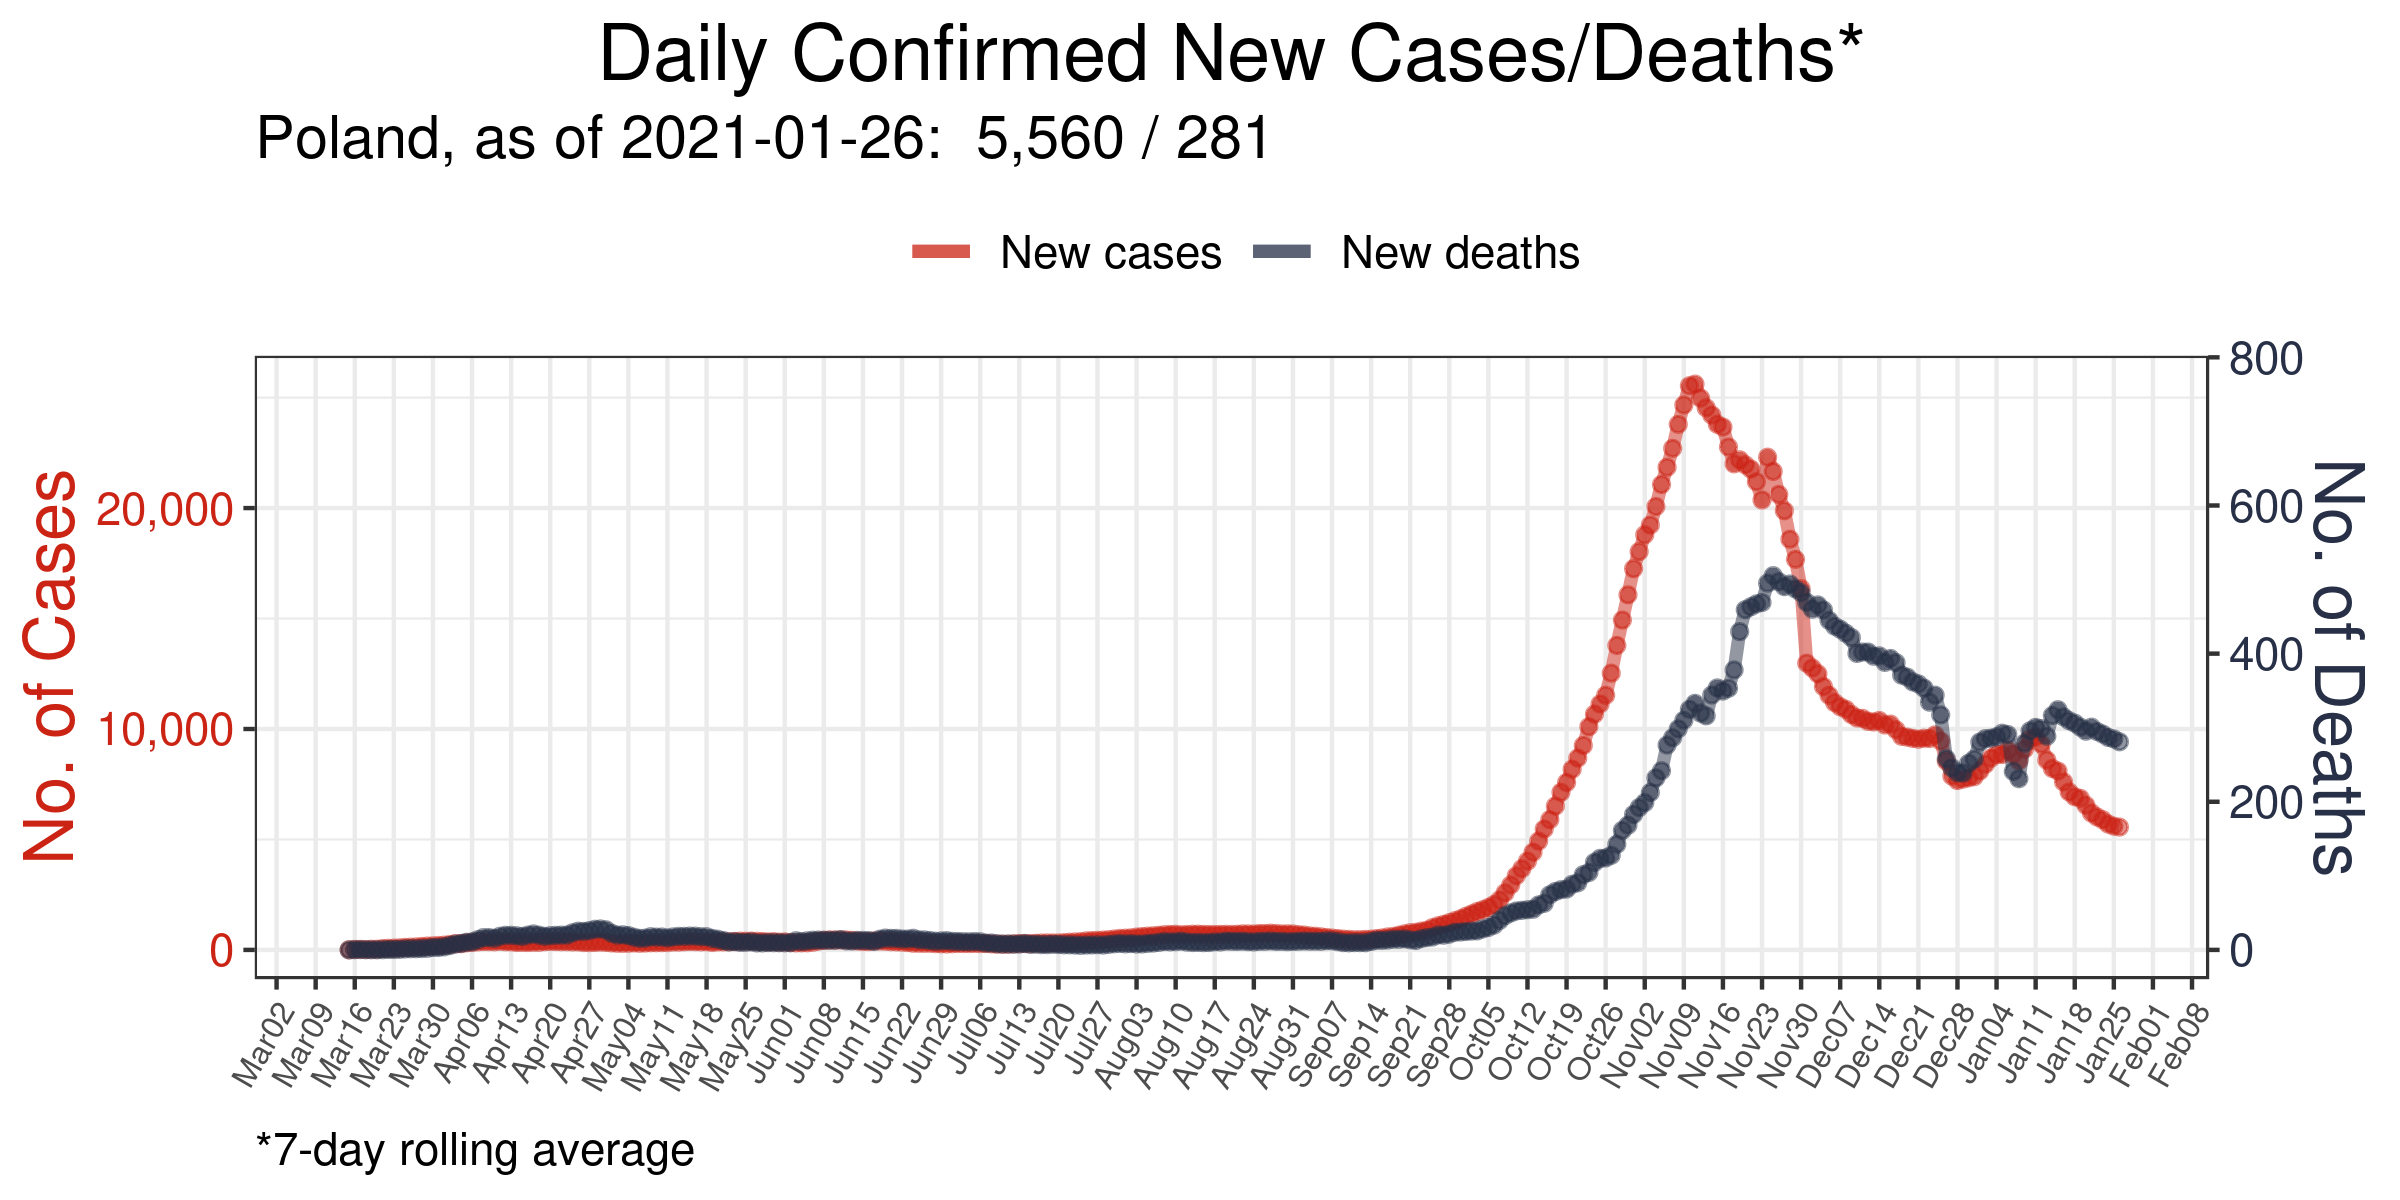 Daily Confirmed New Cases/Deaths*
Poland, as of 2021-01-26:  5,560 / 281
New cases
New deaths
No. of Cases
20,000
10,000
0
800
600
400
200
0
No. of Deaths
Mar02
Mar09
Mar16
Mar23
Mar30
Apr06
Apr13
Apr20
Apr27
May04
May11
May18
May25
Jun01
Jun08
Jun15
Jun22
Jun29
Jul06
Jul13
Jul20
Jul27
Aug03
Aug10
Aug17
Aug24
Aug31
Sep07
Sep14
Sep21
Sep28
Oct05
Oct12
Oct19
Oct26
Nov02
Nov09
Nov16
Nov23
Nov30
Dec07
Dec14
Dec21
Dec28
Jan04
Jan11
Jan18
Jan25
Feb01
Feb08
*7-day rolling average